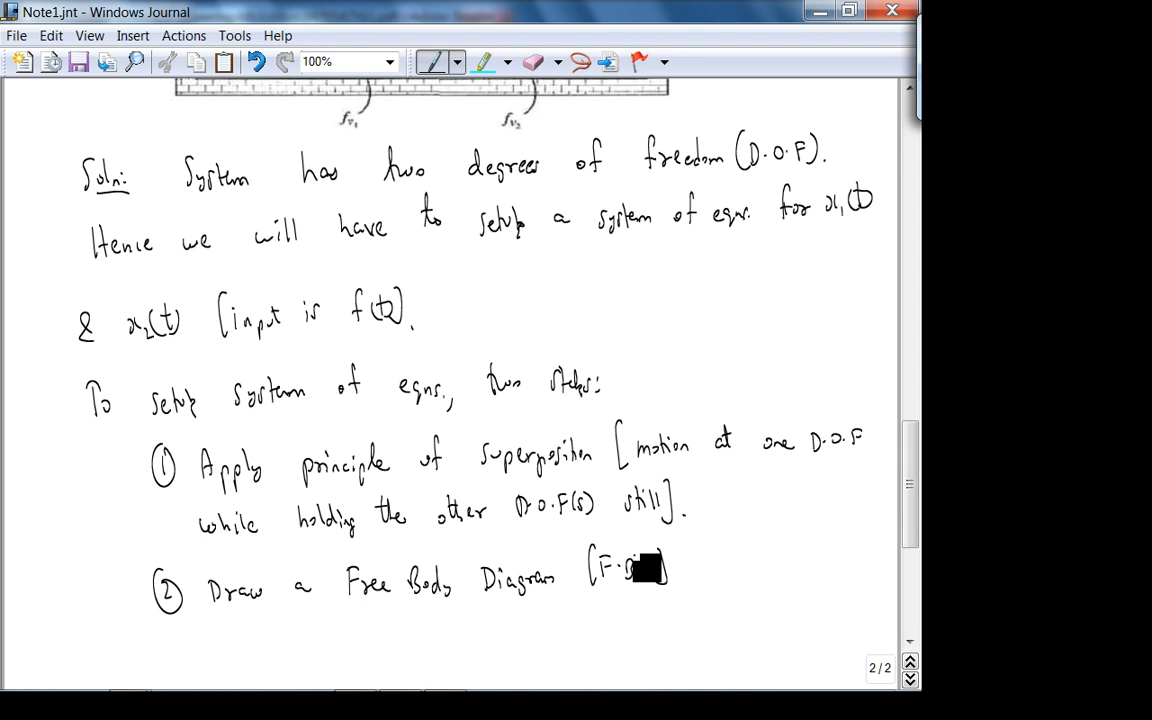 Note1.jnt - Windows Journal
File Edit View Insert Actions Tools Help
100%
fv1 fv2
Soln: System has two degrees of freedom (D.O.F).
Hence we will have to setup a system of eqns. for x1(t)
& x2(t) [input is f(t)].
To setup system of eqns., two steps:
① Apply principle of superposition [motion at one D.O.F
while holding the other D.O.F(s) still].
② Draw a Free Body Diagram [F.B
2/2